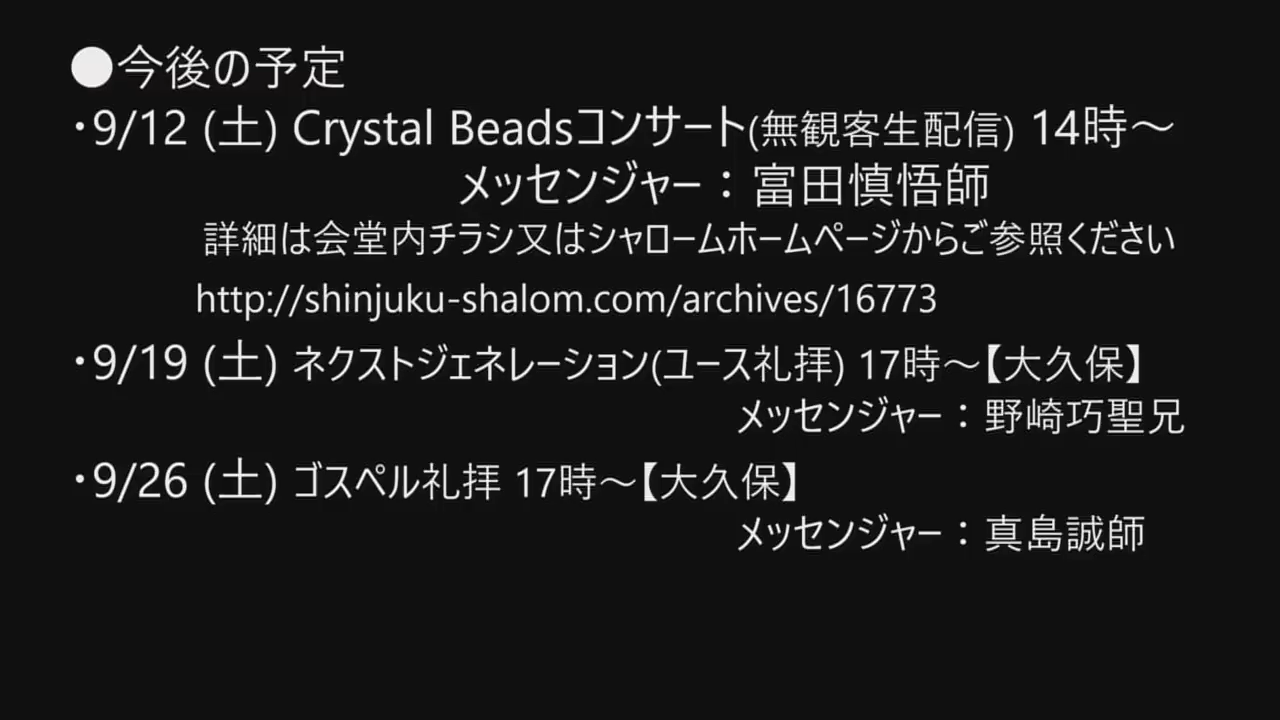 ●今後の予定
・9/12 (土) Crystal Beadsコンサート(無観客生配信) 14時～
メッセンジャー：富田慎悟師
詳細は会堂内チラシ又はシャロームホームページからご参照ください
http://shinjuku-shalom.com/archives/16773
・9/19 (土) ネクストジェネレーション(ユース礼拝) 17時～【大久保】
メッセンジャー：野崎巧聖兄
・9/26 (土) ゴスペル礼拝 17時～【大久保】
メッセンジャー：真島誠師